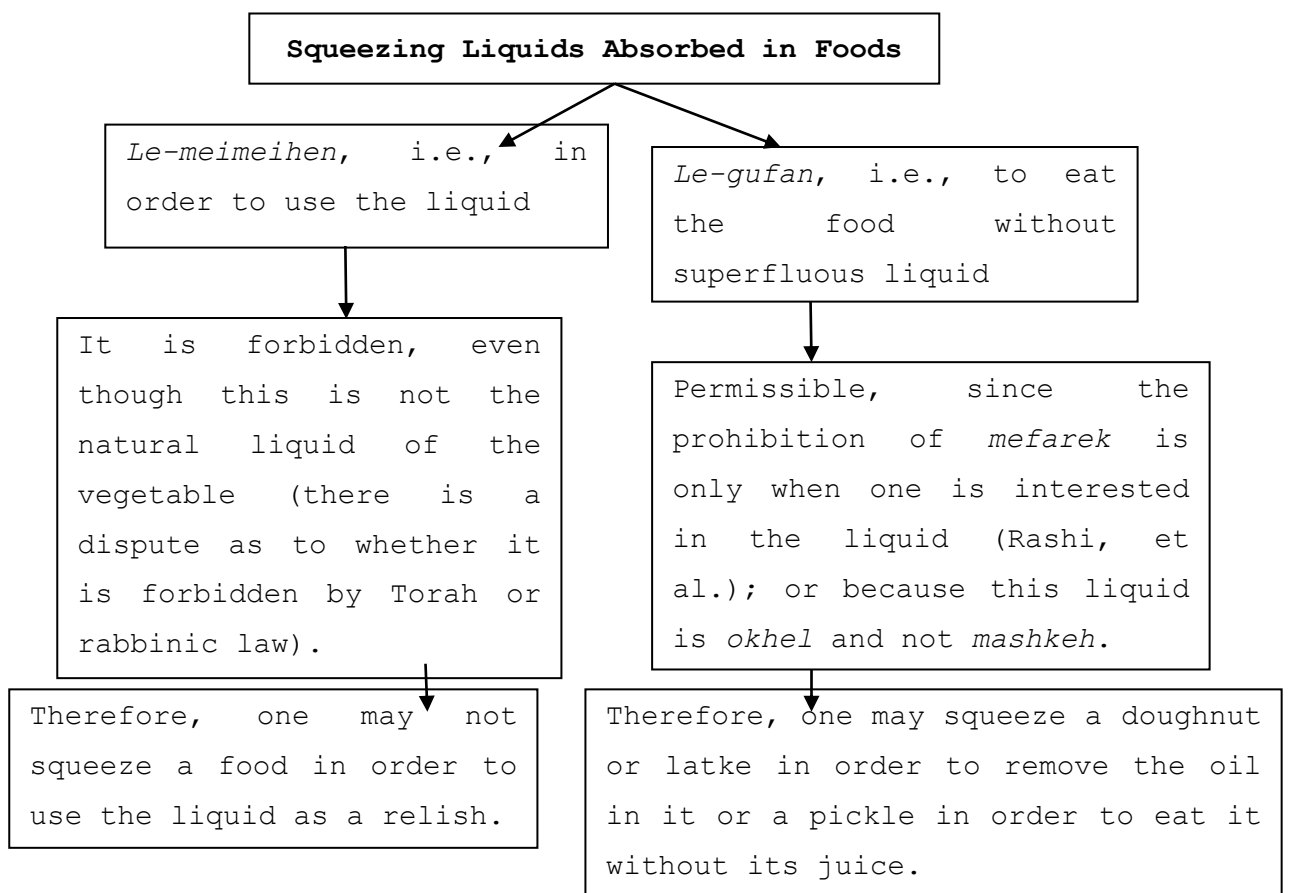 Squeezing Liquids Absorbed in Foods
Le-meimeihen, i.e., in
order to use the liquid
Le-gufan, i.e., to eat
the food without
superfluous liquid
It is forbidden, even
though this is not the
natural liquid of the
vegetable (there is a
dispute as to whether it
is forbidden by Torah or
rabbinic law).
Permissible, since the
prohibition of mefarek is
only when one is interested
in the liquid (Rashi, et
al.); or because this liquid
is okhel and not mashkeh.
Therefore, one may not
squeeze a food in order to
use the liquid as a relish.
Therefore, one may squeeze a doughnut
or latke in order to remove the oil
in it or a pickle in order to eat it
without its juice.